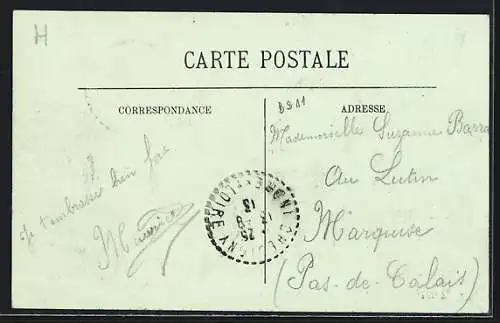 H
CARTE POSTALE
CORRESPONDANCE
ADRESSE
Je t'embrasse bien fort
Maurice
Mademoiselle Suzanne Barra
Au Lutin
Marquise
(Pas-de-Calais)